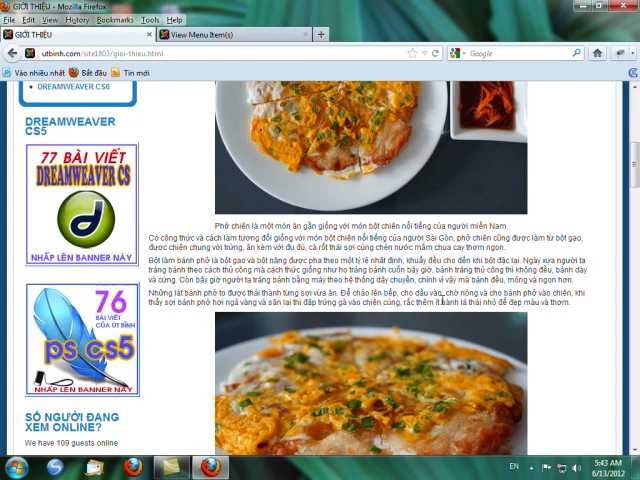 GIỚI THIỆU - Mozilla Firefox
File Edit View History Bookmarks Tools Help
GIỚI THIỆU
View Menu Item(s)
utbinh.com/site1803/gioi-thieu.html
Google
Vào nhiều nhất Bắt đầu Tin mới
DREAMWEAVER CS6
DREAMWEAVER
CS5
77 BÀI VIẾT
DREAMWEAVER CS
NHẤP LÊN BANNER NÀY
76
BÀI VIẾT
CỦA ÚT BÌNH
ps cs5
NHẤP LÊN BANNER NÀY
SỐ NGƯỜI ĐANG
XEM ONLINE?
We have 109 guests online
Phở chiên là một món ăn gần giống với món bột chiên nổi tiếng của người miền Nam.
Có công thức và cách làm tương đối giống với món bột chiên nổi tiếng của người Sài Gòn, phở chiên cũng được làm từ bột gạo,
được chiên chung với trứng, ăn kèm với đu đủ, cà rốt thái sợi cùng chén nước mắm chua cay thơm ngon.
Bột làm bánh phở là bột gạo và bột năng được pha theo một tỷ lệ nhất định, khuấy đều cho đến khi bột đặc lại. Ngày xưa người ta
tráng bánh theo cách thủ công mà cách thức giống như họ tráng bánh cuốn bây giờ, bánh tráng thủ công thì không đều, bánh dày
và cứng. Còn bây giờ người ta tráng bánh bằng máy theo hệ thống dây chuyền, chính vì vậy mà bánh đều, mỏng và ngon hơn.
Những lát bánh phở to được thái thành từng sợi vừa ăn. Để chảo lên bếp, cho dầu vào, chờ nóng và cho bánh phở vào chiên, khi
thấy sợi bánh phở hơi ngả vàng và săn lại thì đập trứng gà vào chiên cùng, rắc thêm ít hành lá thái nhỏ để đẹp màu và thơm.
EN
5:43 AM
6/13/2012